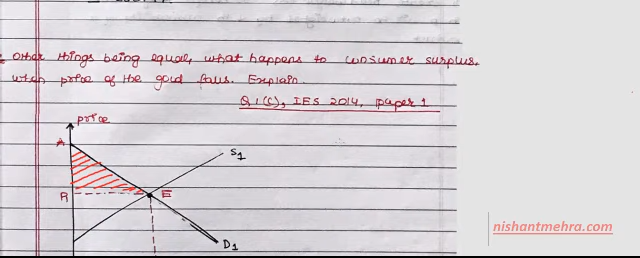 other things being equal, what happens to consumer surplus,
when price of the good falls. Explain.
Q1(C), IES 2014, paper 1
price
A
S1
P1 E
D1
nishantmehra.com